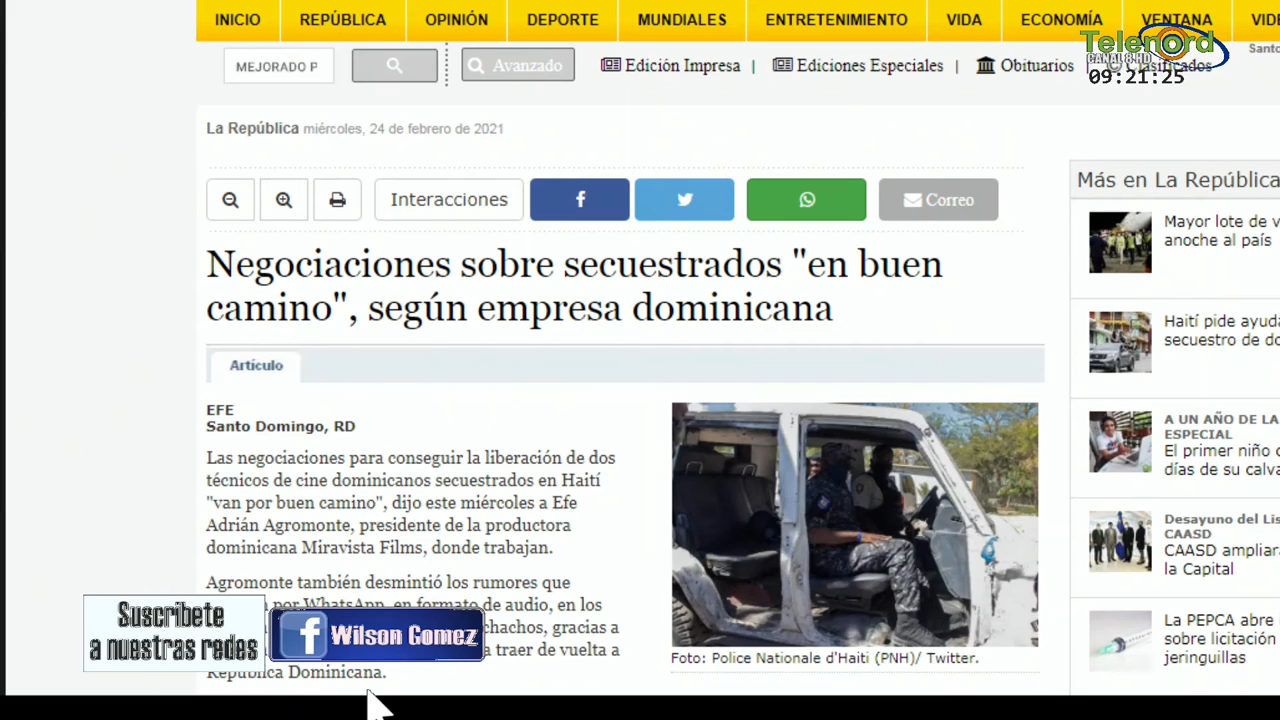 INICIO REPÚBLICA OPINIÓN DEPORTE MUNDIALES ENTRETENIMIENTO VIDA ECONOMÍA VENTANA
Telenord
CANAL 8 HD
09:21:25
MEJORADO P
Avanzado
Edición Impresa | Ediciones Especiales | Obituarios | Clasificados
La República miércoles, 24 de febrero de 2021
Interacciones
Correo
Negociaciones sobre secuestrados "en buen
camino", según empresa dominicana
Artículo
EFE
Santo Domingo, RD
Las negociaciones para conseguir la liberación de dos
técnicos de cine dominicanos secuestrados en Haití
"van por buen camino", dijo este miércoles a Efe
Adrián Agromonte, presidente de la productora
dominicana Miravista Films, donde trabajan.
Agromonte también desmintió los rumores que
por WhatsApp, en formato de audio, en los
gracias a
a traer de vuelta a
República Dominicana.
Suscribete
a nuestras redes
f Wilson Gomez
Foto: Police Nationale d'Haiti (PNH)/ Twitter.
Más en La República
Mayor lote de
anoche al país
Haití pide
secuestro de
A UN AÑO DE LA
ESPECIAL
El primer niño
días de su
Desayuno del
CAASD
CAASD
la Capital
La PEPCA abre
sobre licitación
jeringuillas